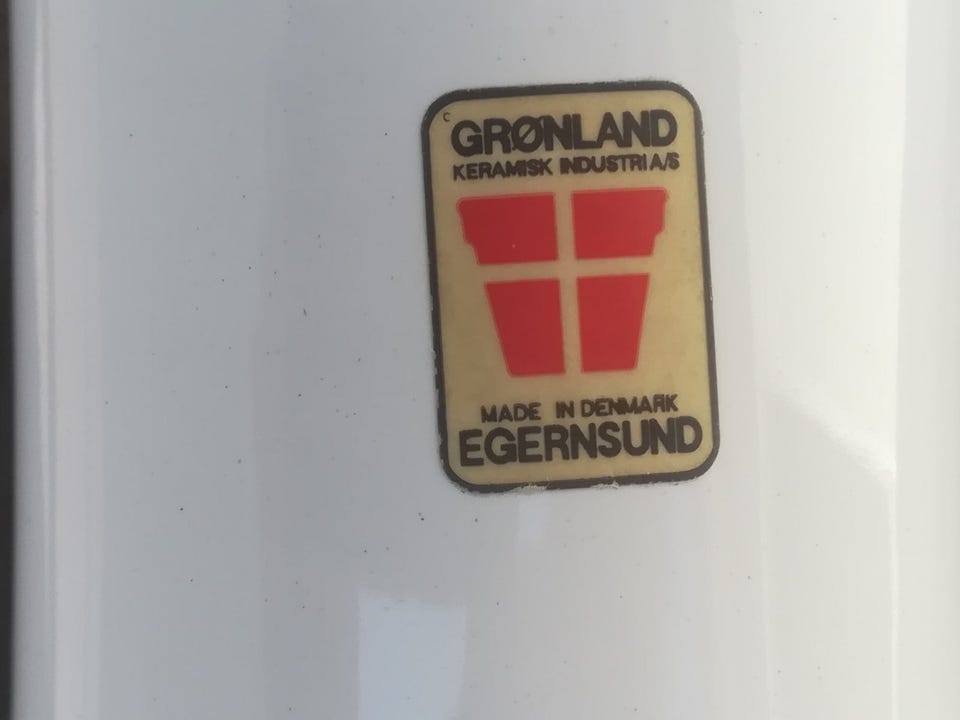 C
GRØNLAND
KERAMISK INDUSTRI A/S
MADE IN DENMARK
EGERNSUND